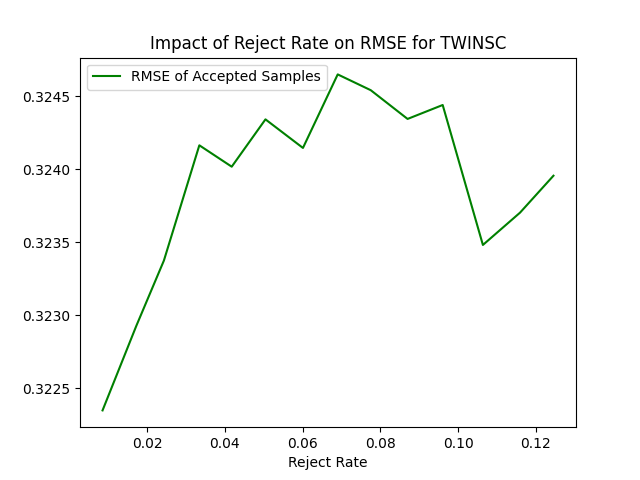 Impact of Reject Rate on RMSE for TWINSC
RMSE of Accepted Samples
0.3245
0.3240
0.3235
0.3230
0.3225
0.02 0.04 0.06 0.08 0.10 0.12
Reject Rate